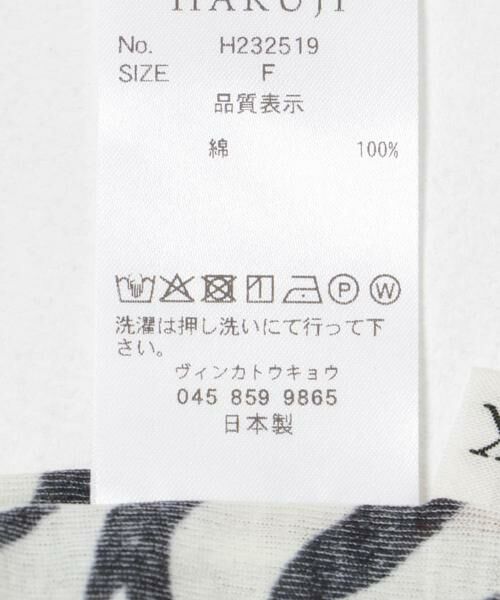 HARUJI
No. H232519
SIZE F
品質表示
綿 100%
P W
洗濯は押し洗いにて行って下
さい。
ヴィンカトウキョウ
045 859 9865
日本製